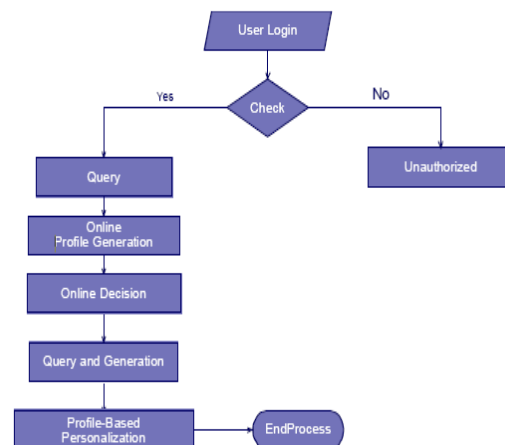 User Login
Yes
Check
No
Query
Unauthorized
Online
Profile Generation
Online Decision
Query and Generation
Profile-Based
Personalization
EndProcess